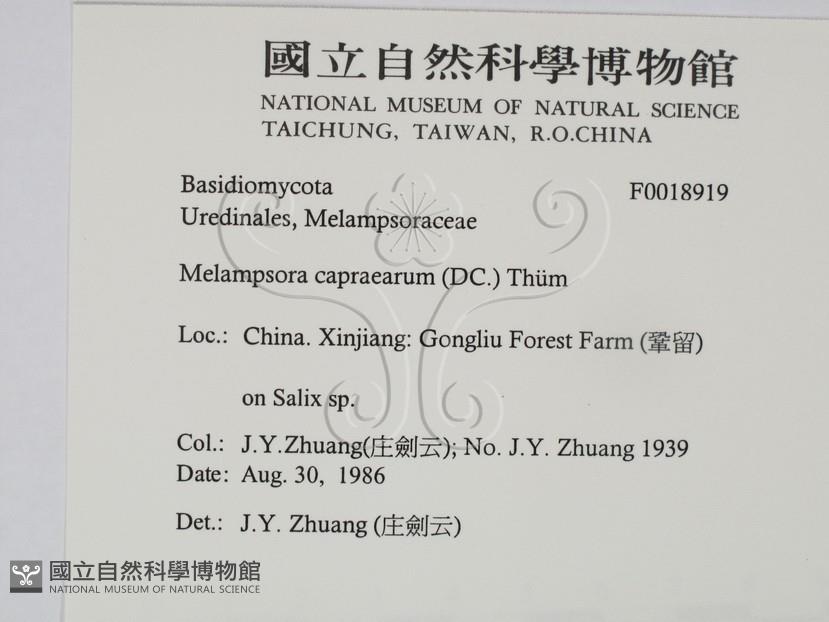 國立自然科學博物館
NATIONAL MUSEUM OF NATURAL SCIENCE
TAICHUNG, TAIWAN, R.O.CHINA
Basidiomycota F0018919
Uredinales, Melampsoraceae
Melampsora capraearum (DC.) Thüm
Loc.: China. Xinjiang: Gongliu Forest Farm (鞏留)
on Salix sp.
Col.: J.Y.Zhuang(庄劍云); No. J.Y. Zhuang 1939
Date: Aug. 30, 1986
Det.: J.Y. Zhuang (庄劍云)
國立自然科學博物館
NATIONAL MUSEUM OF NATURAL SCIENCE